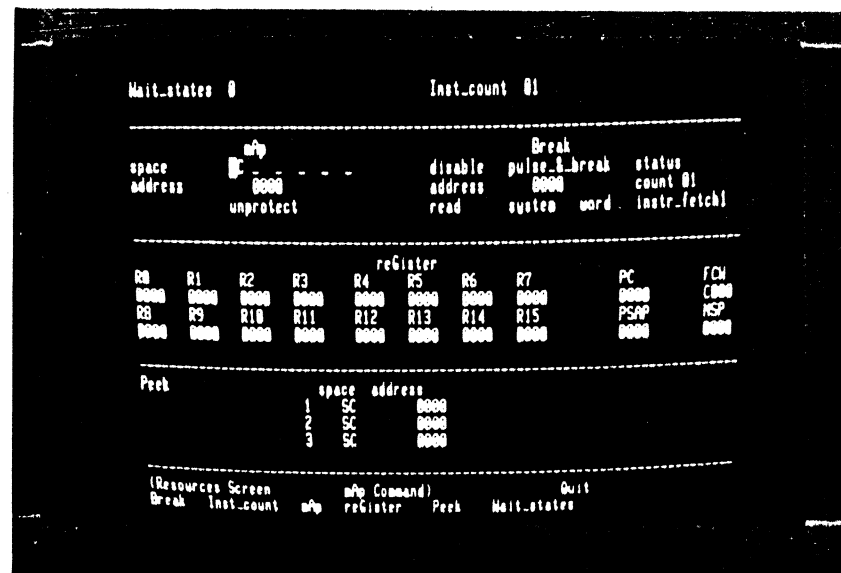 Wait_states 0 Inst_count 01
mAp Break
space C - - - - - disable pulse_&_break status
address 0000 address 0000 count 01
unprotect read system word instr_fetch1
reGister
R0 R1 R2 R3 R4 R5 R6 R7 PC FCW
0000 0000 0000 0000 0000 0000 0000 0000 0000 C000
R8 R9 R10 R11 R12 R13 R14 R15 PSAP NSP
0000 0000 0000 0000 0000 0000 0000 0000 0000 0000
Peek space address
1 SC 0000
2 SC 0000
3 SC 0000
(Resources Screen mAp Command) Quit
Break Inst_count mAp reGister Peek Wait_states